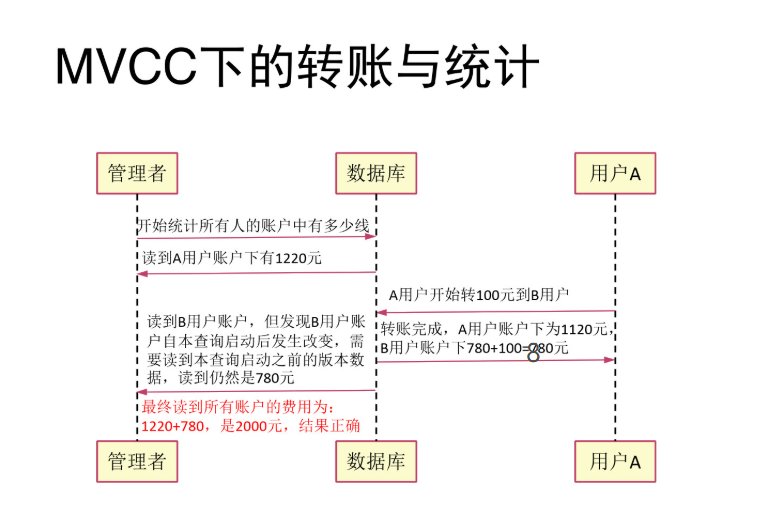 MVCC下的转账与统计
管理者
数据库
用户A
开始统计所有人的账户中有多少线
读到A用户账户下有1220元
A用户开始转100元到B用户
转账完成，A用户账户下为1120元，
B用户账户下780+100=780元
8
读到B用户账户，但发现B用户账
户自本查询启动后发生改变，需
要读到本查询启动之前的版本数
据，读到仍然是780元
最终读到所有账户的费用为：
1220+780，是2000元，结果正确
管理者
数据库
用户A